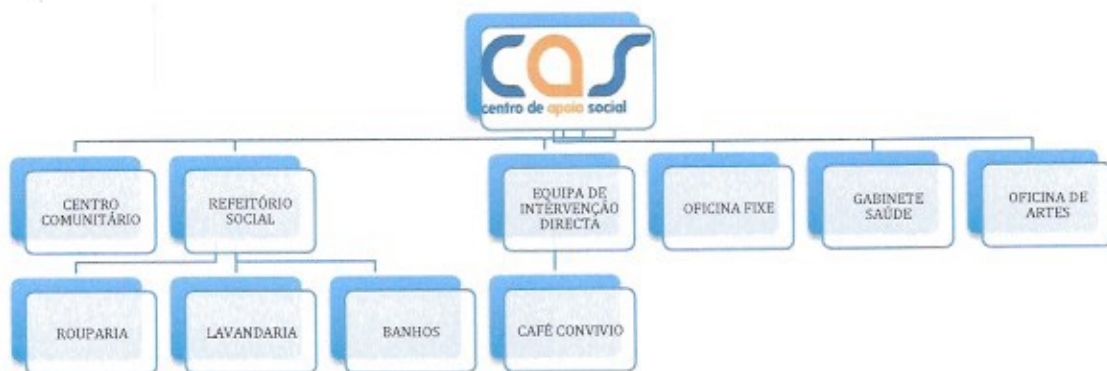 cas
centro de apoio social
CENTRO
COMUNITÁRIO
REFEITÓRIO
SOCIAL
EQUIPA DE
INTERVENÇÃO
DIRECTA
OFICINA FIXE
GABINETE
SAÚDE
OFICINA DE
ARTES
ROUPARIA
LAVANDARIA
BANHOS
CAFÉ CONVIVIO